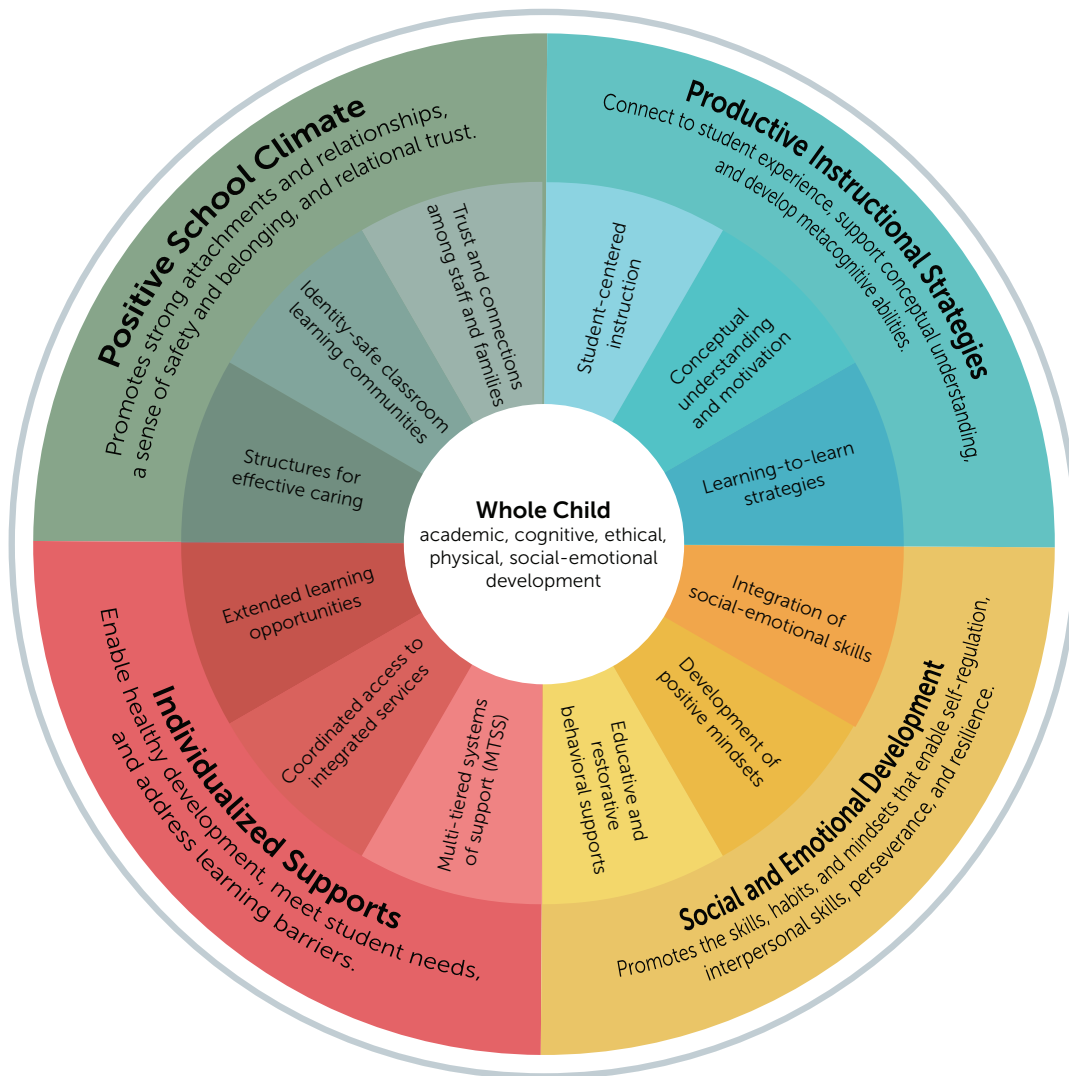 Positive School Climate
Promotes strong attachments and relationships,
a sense of safety and belonging, and relational trust.
Trust and connections
among staff and families
Identity-safe classroom
learning communities
Structures for
effective caring
Productive Instructional Strategies
Connect to student experience, support conceptual understanding,
and develop metacognitive abilities.
Student-centered
instruction
Conceptual
understanding
and motivation
Learning-to-learn
strategies
Whole Child
academic, cognitive, ethical,
physical, social-emotional
development
Integration of
social-emotional skills
Development of
positive mindsets
Educative and
restorative
behavioral supports
Social and Emotional Development
Promotes the skills, habits, and mindsets that enable self-regulation,
interpersonal skills, perseverance, and resilience.
Extended learning
opportunities
Coordinated access to
integrated services
Multi-tiered systems
of support (MTSS)
Individualized Supports
Enable healthy development, meet student needs,
and address learning barriers.